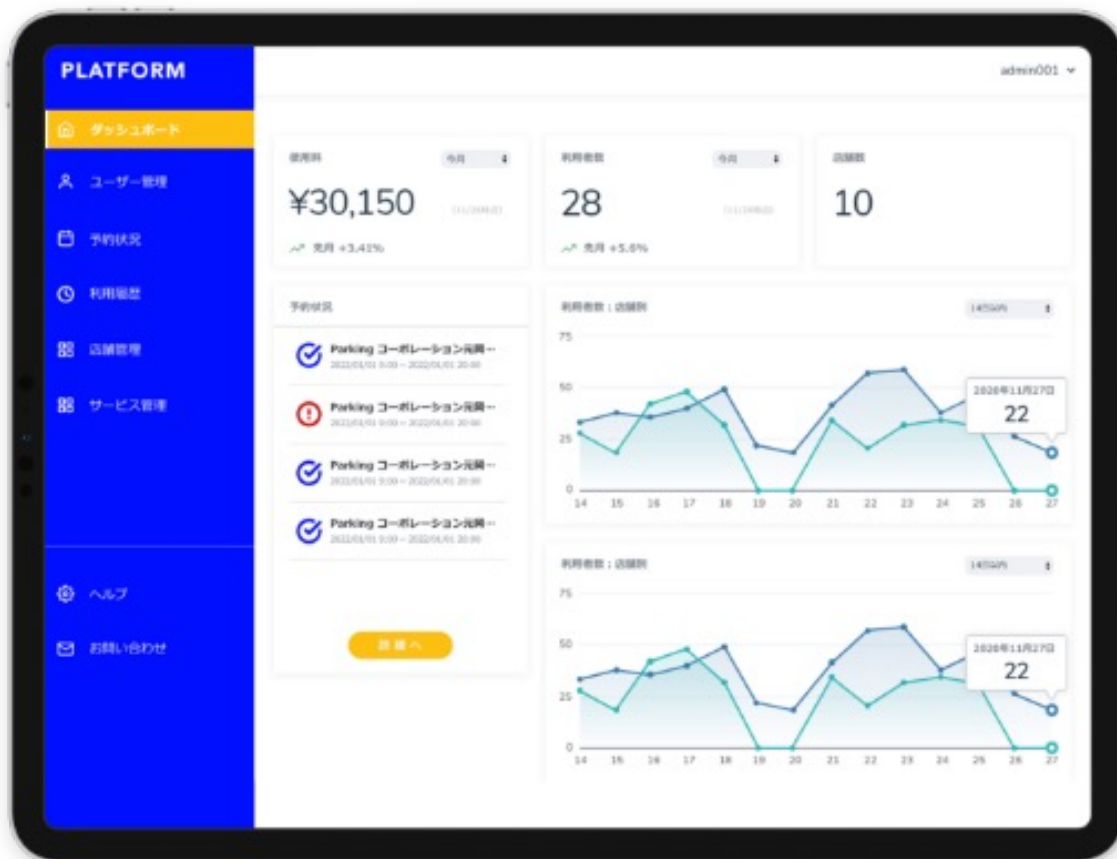 PLATFORM
admin001
ダッシュボード
ユーザー管理
予約状況
利用履歴
店舗管理
サービス管理
ヘルプ
お問い合わせ
使用料
今月
¥30,150
先月 +3.41%
利用者数
今月
28
先月 +5.6%
店舗数
10
予約状況
Parking コーポレーション元岡…
2022/01/01 9:00 ~ 2022/01/01 20:00
Parking コーポレーション元岡…
2022/01/01 9:00 ~ 2022/01/01 20:00
Parking コーポレーション元岡…
2022/01/01 9:00 ~ 2022/01/01 20:00
Parking コーポレーション元岡…
2022/01/01 9:00 ~ 2022/01/01 20:00
詳細へ
利用者数：店舗別
75
50
25
0
14 15 16 17 18 19 20 21 22 23 24 25 26 27
2020年11月27日
22
利用者数：店舗別
75
50
25
0
14 15 16 17 18 19 20 21 22 23 24 25 26 27
2020年11月27日
22